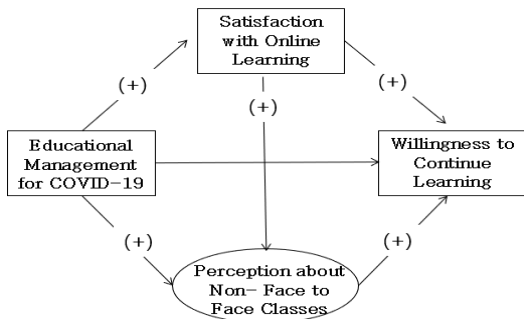 Satisfaction
with Online
Learning
(+)
(+)
(+)
Educational
Management
for COVID-19
Willingness to
Continue
Learning
(+)
(+)
Perception about
Non- Face to
Face Classes